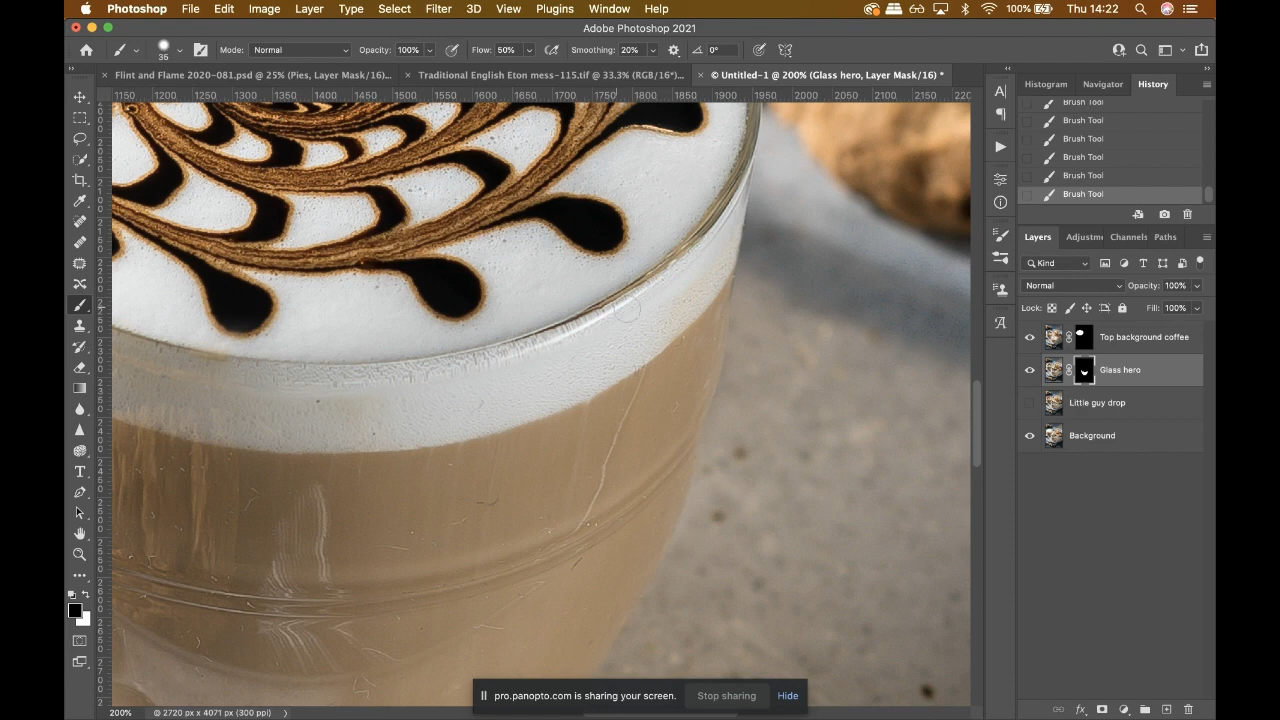 Photoshop File Edit Image Layer Type Select Filter 3D View Plugins Window Help 100% Thu 14:22
Adobe Photoshop 2021
35 Mode: Normal Opacity: 100% Flow: 50% Smoothing: 20% 0°
× Flint and Flame 2020-081.psd @ 25% (Pies, Layer Mask/16)... × Traditional English Eton mess-115.tif @ 33.3% (RGB/16*)... × © Untitled-1 @ 200% (Glass hero, Layer Mask/16) *
1150 1200 1250 1300 1350 1400 1450 1500 1550 1600 1650 1700 1750 1800 1850 1900 1950 2000 2050 2100 2150 220
Histogram Navigator History
Brush Tool
Brush Tool
Brush Tool
Brush Tool
Brush Tool
Brush Tool
Layers Adjustme Channels Paths
Kind
Normal Opacity: 100%
Lock: Fill: 100%
Top background coffee
Glass hero
Little guy drop
Background
pro.panopto.com is sharing your screen. Stop sharing Hide
200% © 2720 px x 4071 px (300 ppi)